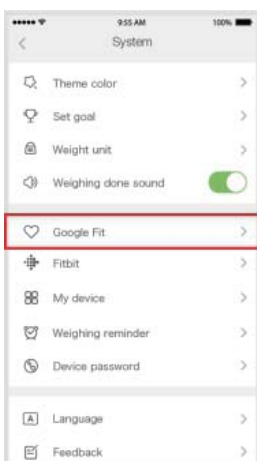 9:55 AM 100%
System
Theme color
Set goal
Weight unit
Weighing done sound
Google Fit
Fitbit
My device
Weighing reminder
Device password
A Language
Feedback